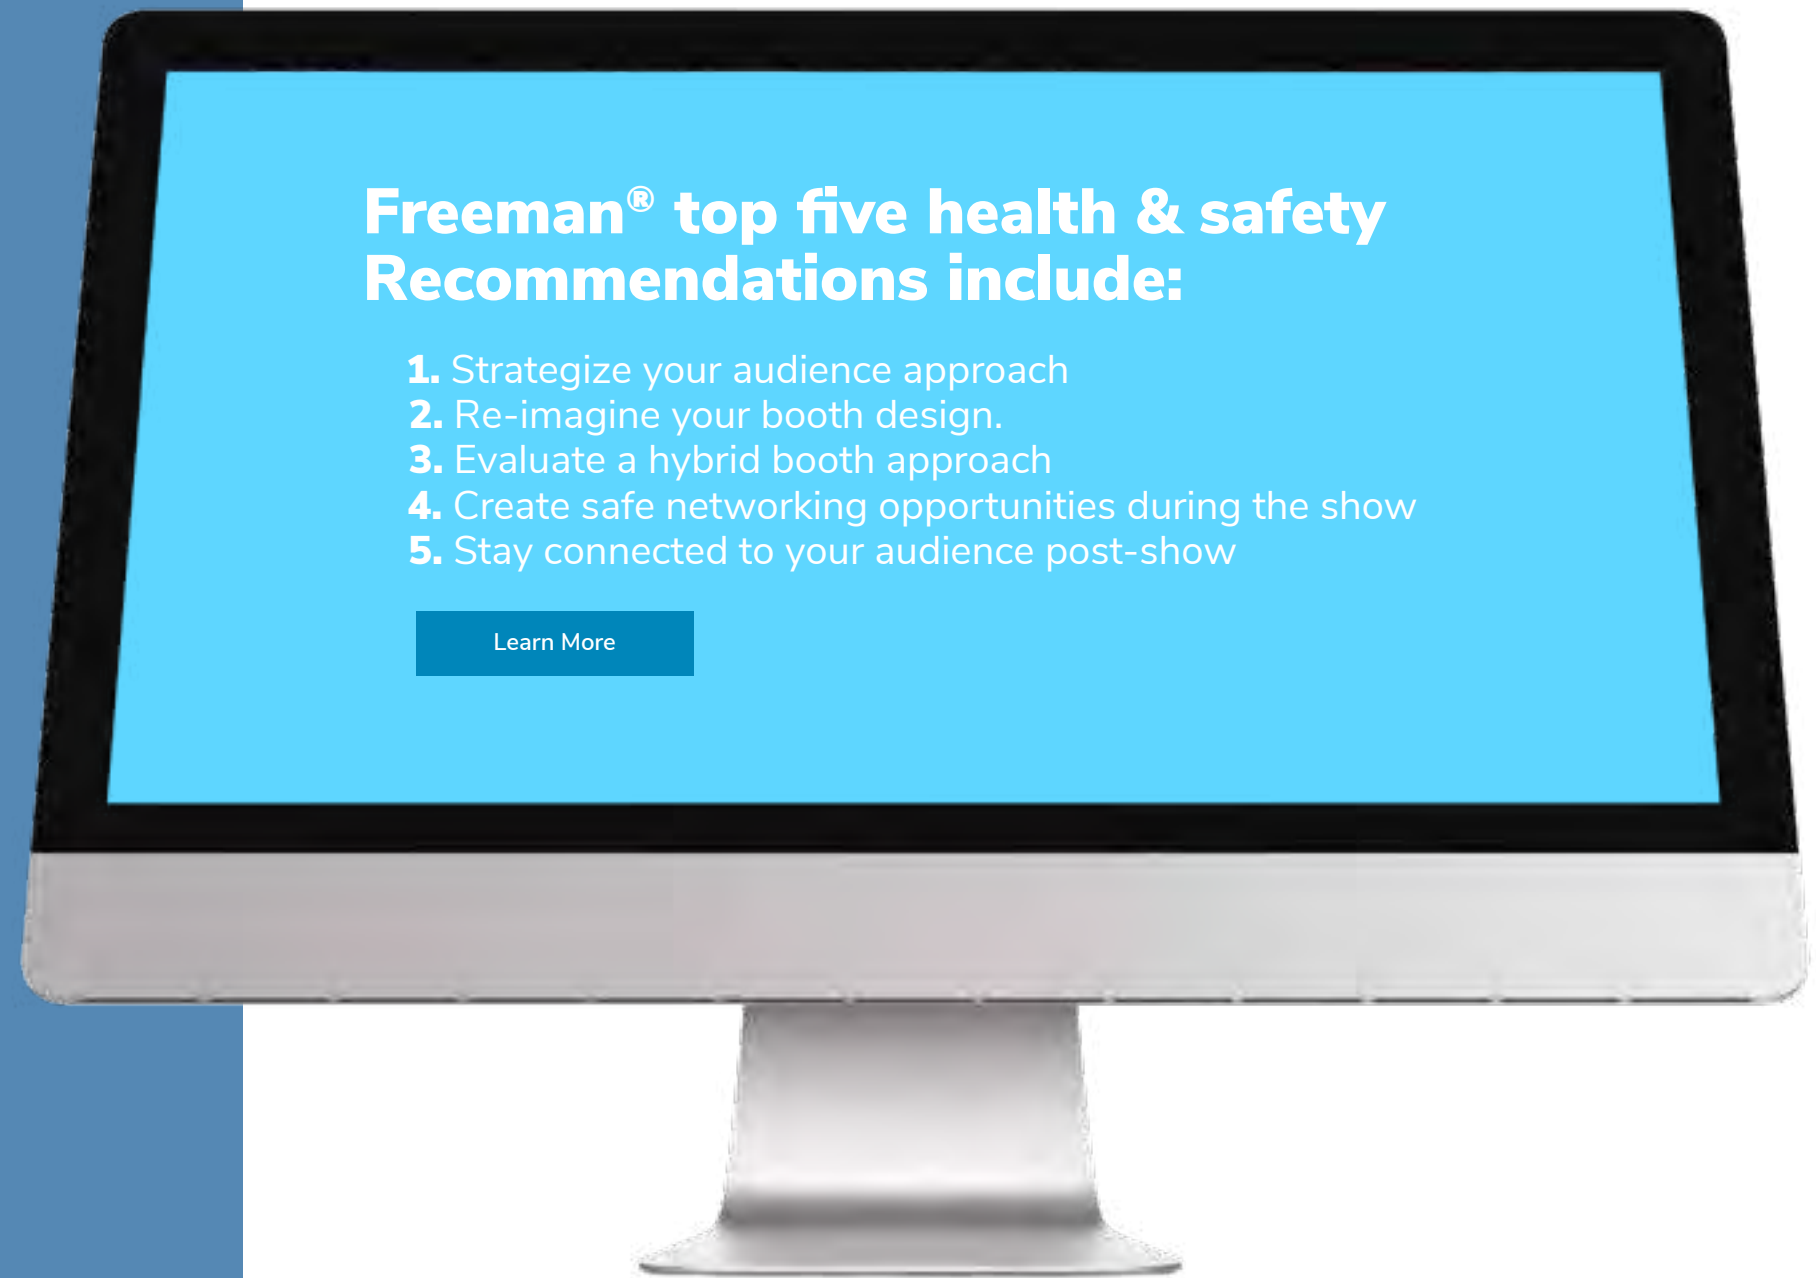 Freeman® top five health & safety
Recommendations include:
1. Strategize your audience approach
2. Re-imagine your booth design.
3. Evaluate a hybrid booth approach
4. Create safe networking opportunities during the show
5. Stay connected to your audience post-show
Learn More